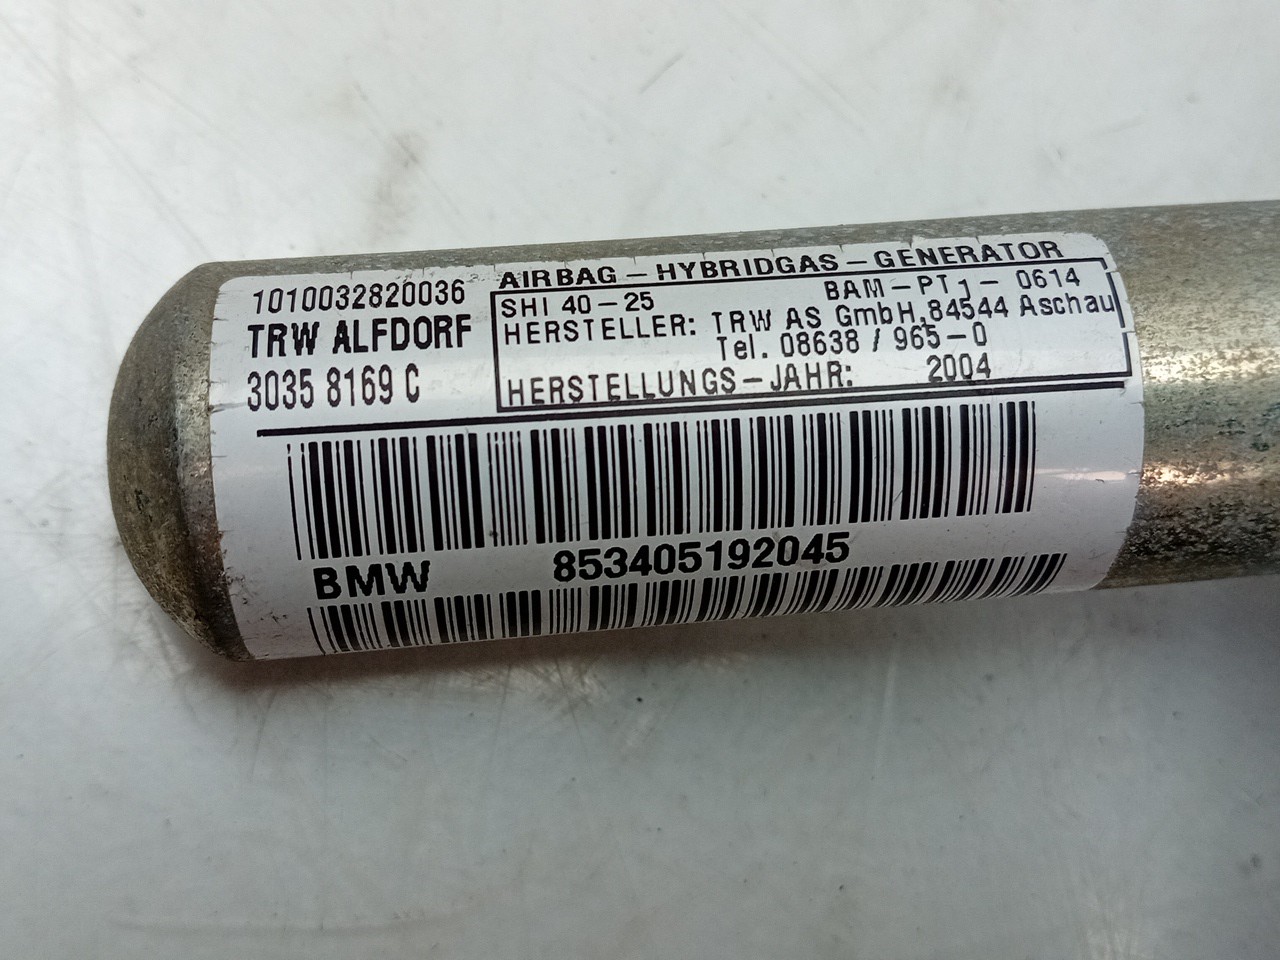 1010032820036
TRW ALFDORF
3035 8169 C
AIRBAG-HYBRIDGAS-GENERATOR
SHI 40-25 BAM-PT1-0614
HERSTELLER: TRW AS GmbH, 84544 Aschau
Tel. 08638 / 965-0
HERSTELLUNGS-JAHR: 2004
BMW 853405192045